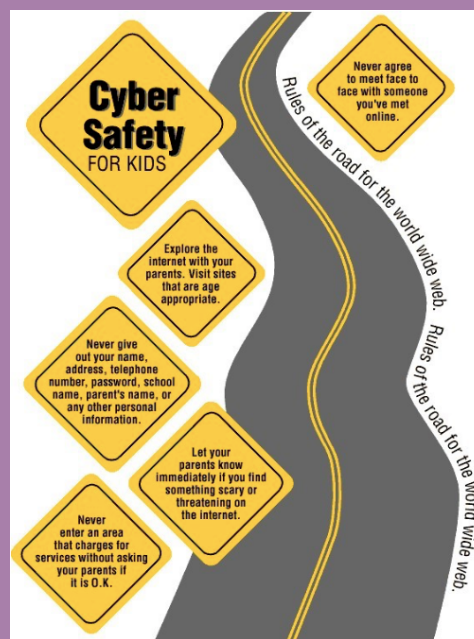 Cyber
Safety
FOR KIDS
Never agree
to meet face to
face with someone
you've met
online.
Rules of the road for the world wide web. Rules of the road for the world wide web.
Explore the
internet with your
parents. Visit sites
that are age
appropriate.
Never give
out your name,
address, telephone
number, password, school
name, parent's name, or
any other personal
information.
Let your
parents know
immediately if you find
something scary or
threatening on
the internet.
Never
enter an area
that charges for
services without asking
your parents if
it is O.K.